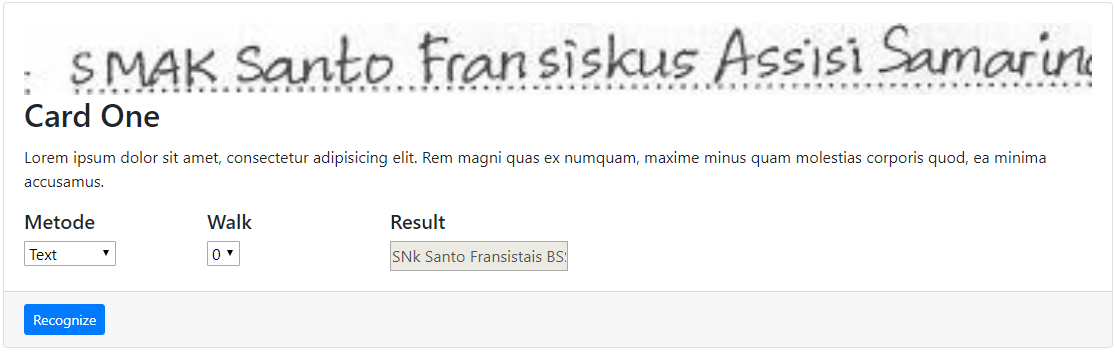 . SMAK Santo Fransiskus Assisi Samarin
Card One
Lorem ipsum dolor sit amet, consectetur adipisicing elit. Rem magni quas ex numquam, maxime minus quam molestias corporis quod, ea minima
accusamus.
Metode Walk Result
Text 0 SNk Santo Fransistais BS
Recognize